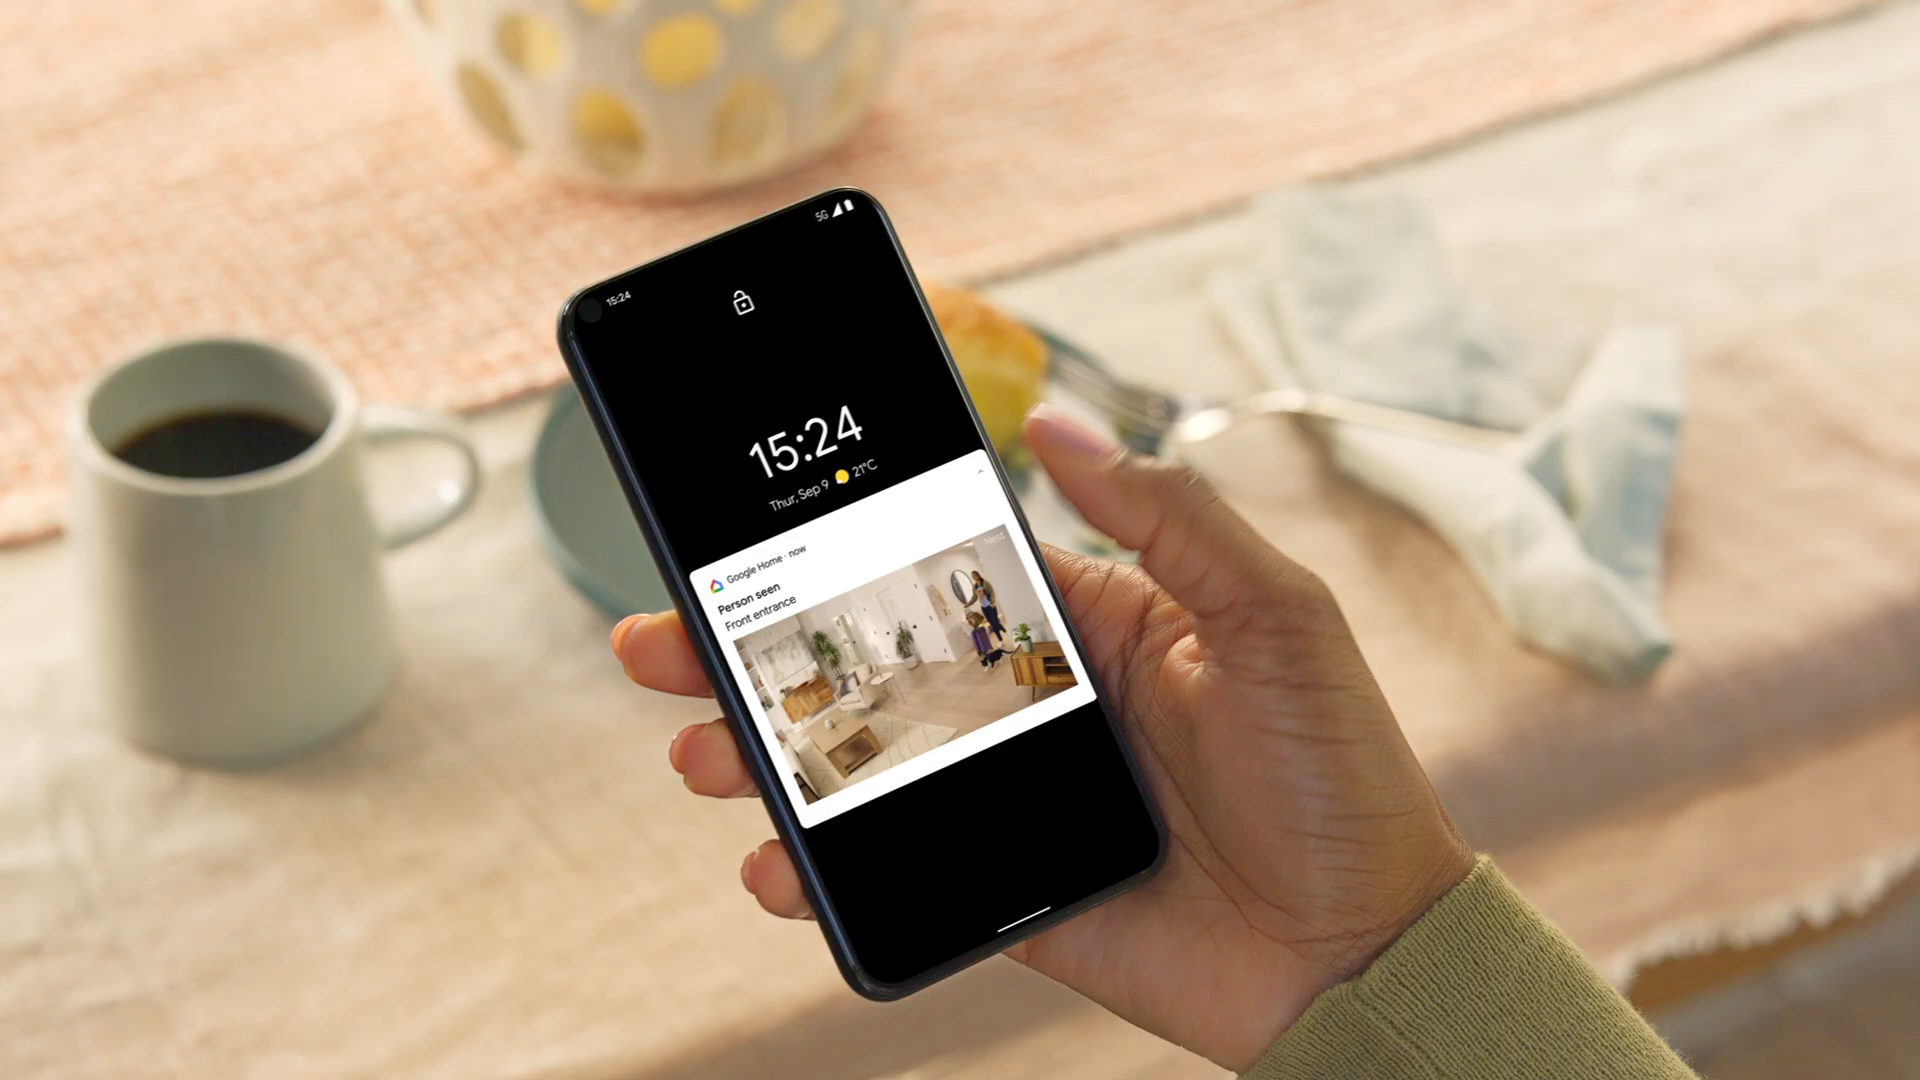 15:24
5G
15:24
Thur, Sep 9 21°C
Google Home · now
Person seen
Front entrance
Nest